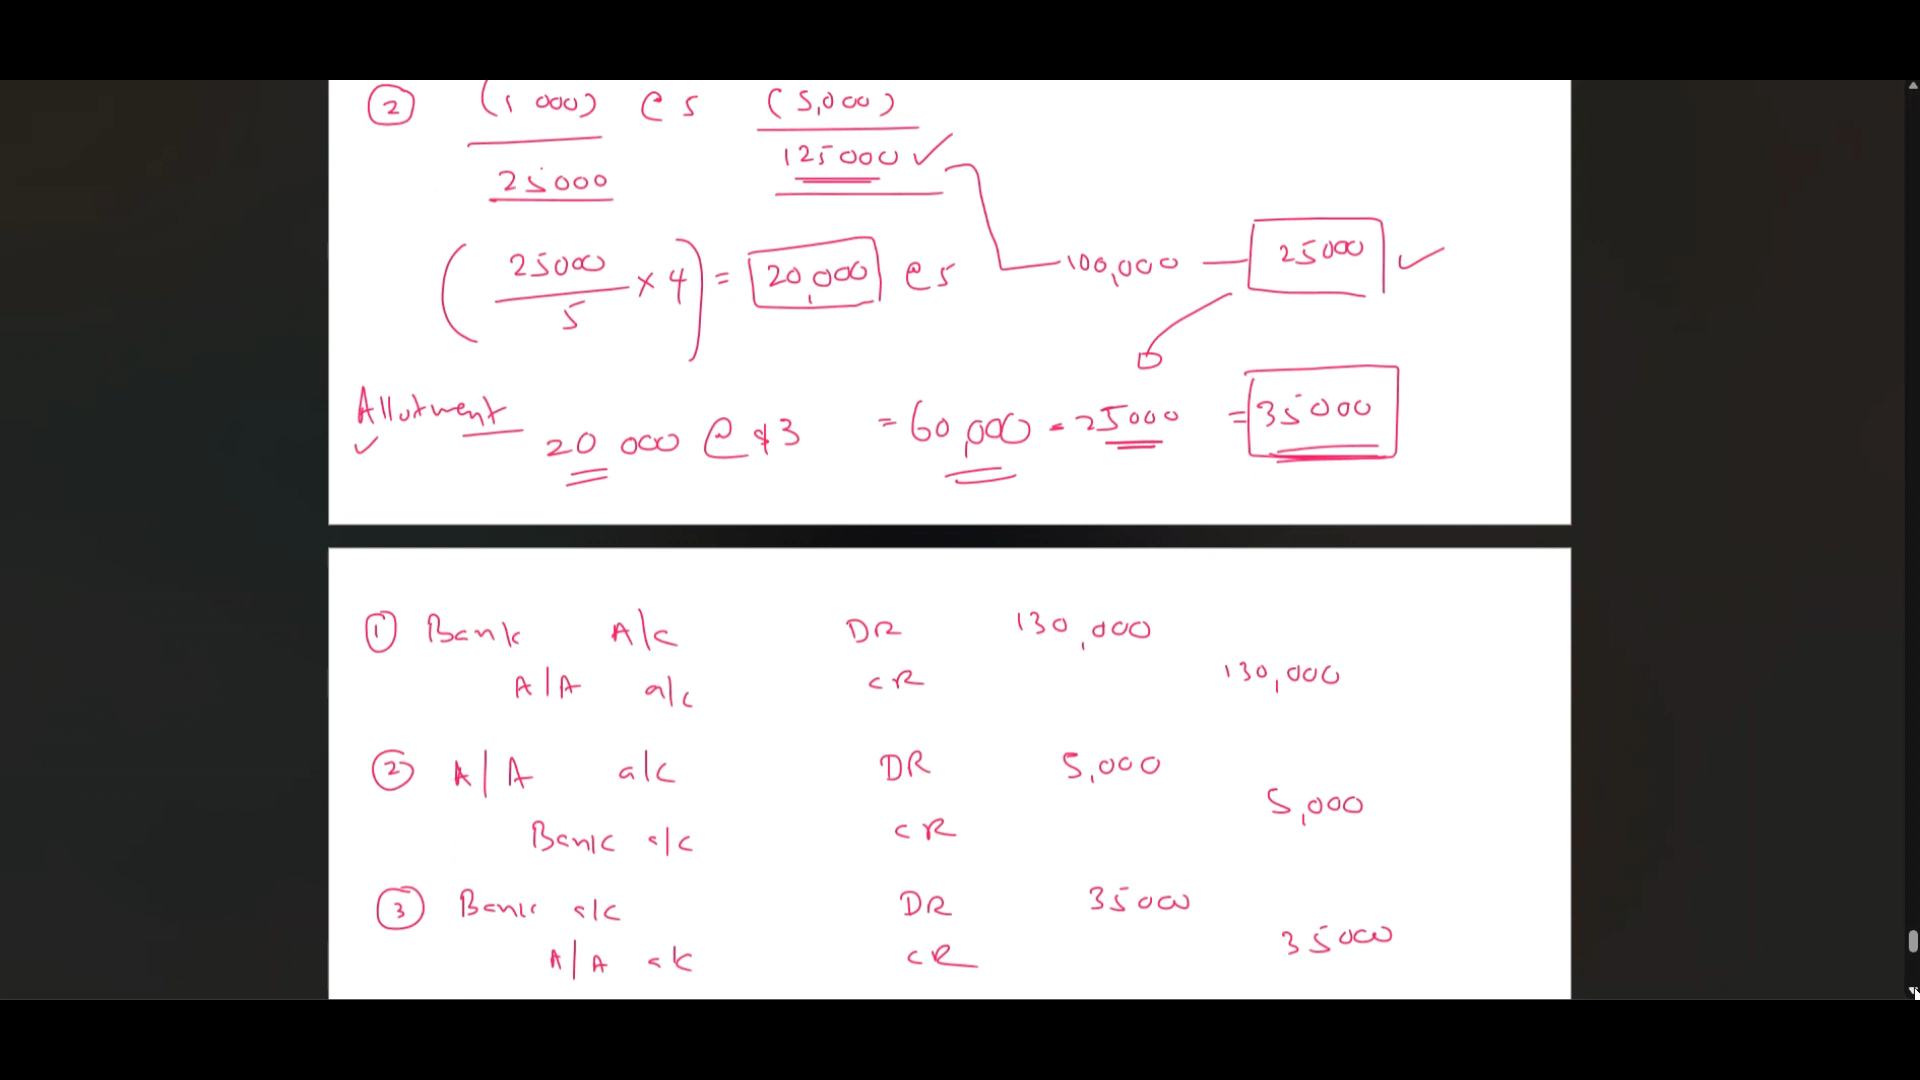 ② (1 000) @ 5 (5,000)
25000 125000 ✓
(25000/5 × 4) = 20,000 @ 5 100,000 — 25000 ✓
Allotment ✓ 20 000 @ $3 = 60,000 - 25000 = 35000
① Bank A/c DR 130,000
A/A a/c CR 130,000
② A/A a/c DR 5,000
Bank a/c CR 5,000
③ Bank a/c DR 35000
A/A a/c CR 35000